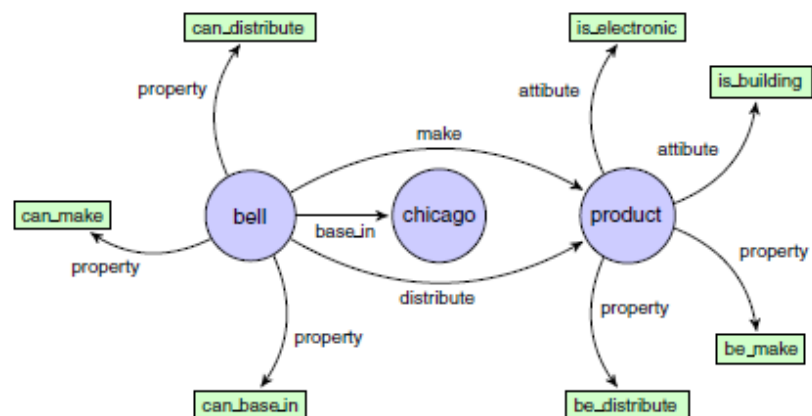 can_distribute
is_electronic
is_building
property
attibute
make
attibute
can_make
bell
chicago
product
base_in
property
distribute
property
property
property
be_make
can_base_in
be_distribute